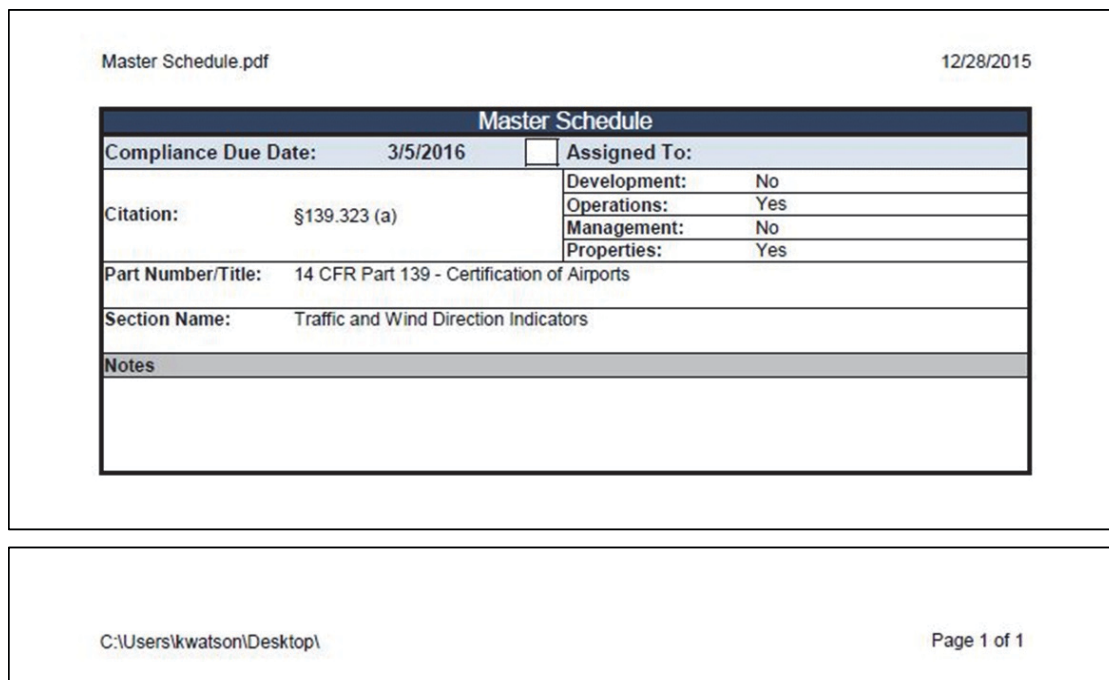 Master Schedule.pdf 12/28/2015
Master Schedule
Compliance Due Date: 3/5/2016 Assigned To:
Citation: §139.323 (a)
Development: No
Operations: Yes
Management: No
Properties: Yes
Part Number/Title: 14 CFR Part 139 - Certification of Airports
Section Name: Traffic and Wind Direction Indicators
Notes
C:\Users\kwatson\Desktop\ Page 1 of 1